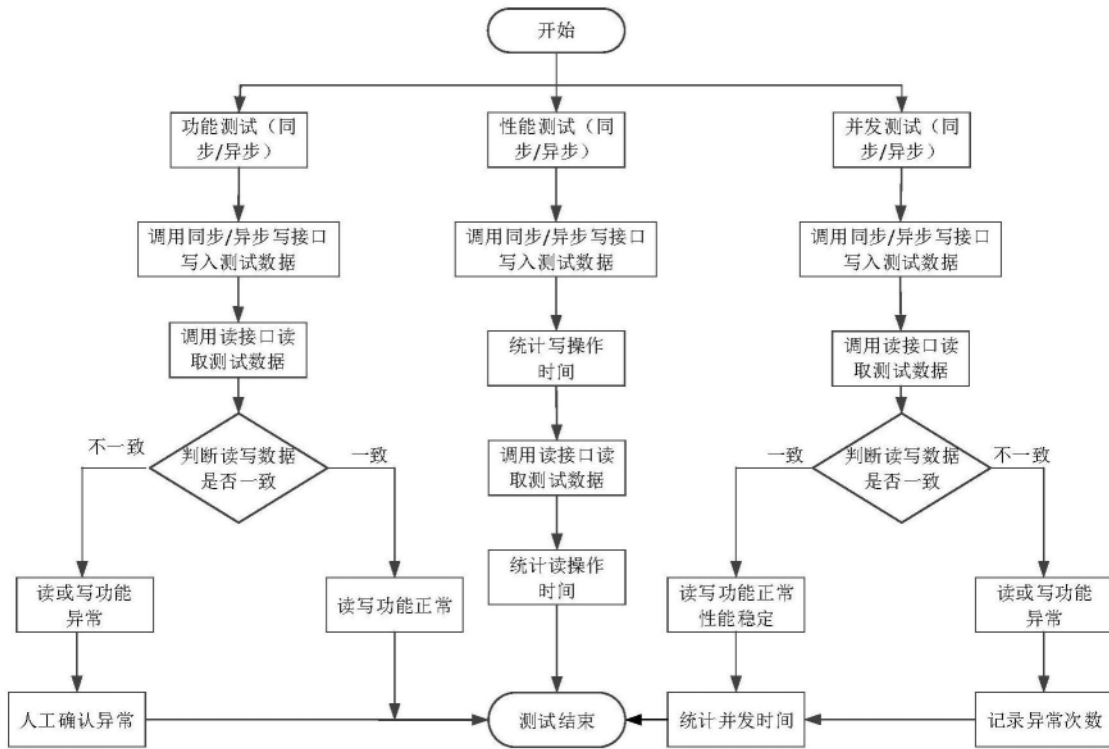 开始
功能测试（同
步/异步）
性能测试（同
步/异步）
并发测试（同
步/异步）
调用同步/异步写接口
写入测试数据
调用同步/异步写接口
写入测试数据
调用同步/异步写接口
写入测试数据
调用读接口读
取测试数据
统计写操作
时间
调用读接口读
取测试数据
不一致
判断读写数据
是否一致
一致
调用读接口读
取测试数据
一致
判断读写数据
是否一致
不一致
读或写功能
异常
读写功能正常
统计读操作
时间
读写功能正常
性能稳定
读或写功能
异常
人工确认异常
测试结束
统计并发时间
记录异常次数